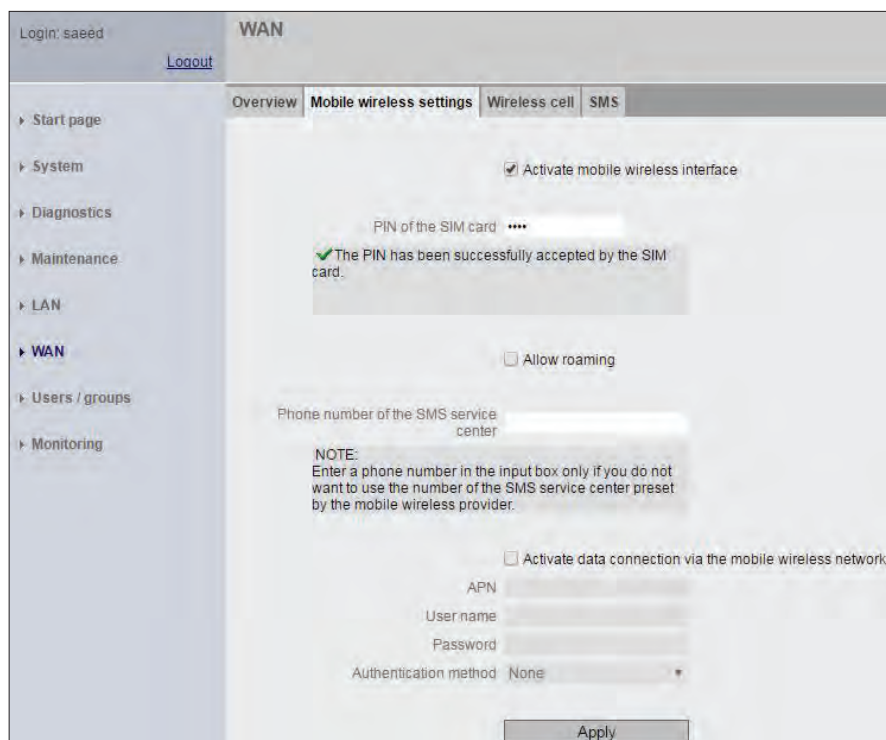 Login: saeed
Logout
WAN
Start page
System
Diagnostics
Maintenance
LAN
WAN
Users / groups
Monitoring
Overview
Mobile wireless settings
Wireless cell
SMS
Activate mobile wireless interface
PIN of the SIM card ••••
The PIN has been successfully accepted by the SIM
card.
Allow roaming
Phone number of the SMS service
center
NOTE:
Enter a phone number in the input box only if you do not
want to use the number of the SMS service center preset
by the mobile wireless provider.
Activate data connection via the mobile wireless network
APN
User name
Password
Authentication method None
Apply